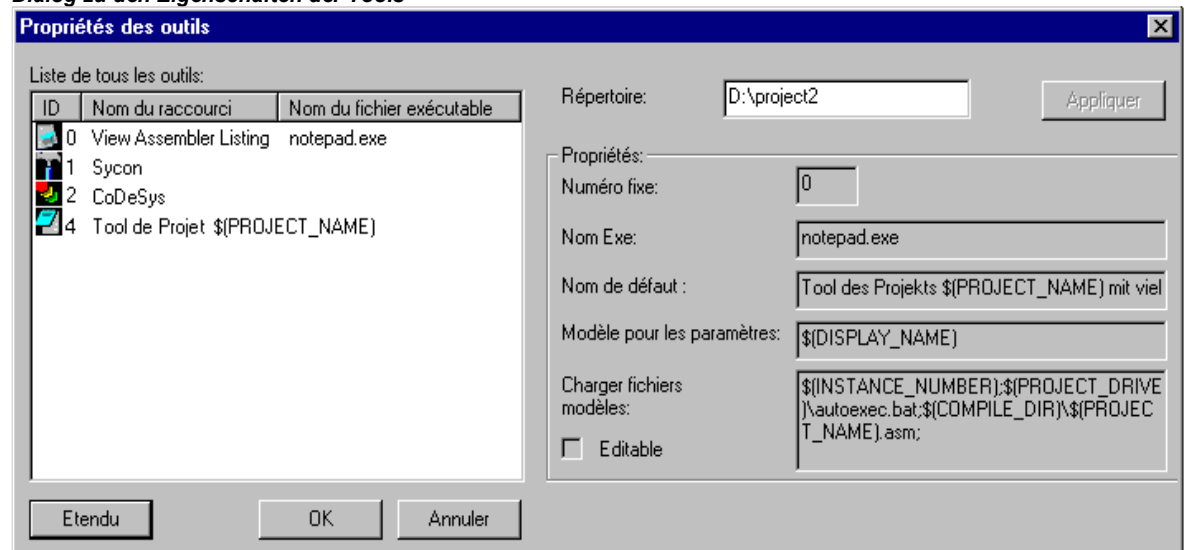 Dialog zu den Eigenschaften der Tools
Propriétés des outils
Liste de tous les outils:
ID Nom du raccourci Nom du fichier exécutable
0 View Assembler Listing notepad.exe
1 Sycon
2 CoDeSys
4 Tool de Projet $(PROJECT_NAME)
Etendu OK Annuler
Répertoire: D:\project2 Appliquer
Propriétés:
Numéro fixe: 0
Nom Exe: notepad.exe
Nom de défaut : Tool des Projekts $(PROJECT_NAME) mit viel
Modèle pour les paramètres: $(DISPLAY_NAME)
Charger fichiers
modèles:
$(INSTANCE_NUMBER);$(PROJECT_DRIVE
)\autoexec.bat;$(COMPILE_DIR)\$(PROJEC
T_NAME).asm;
Editable